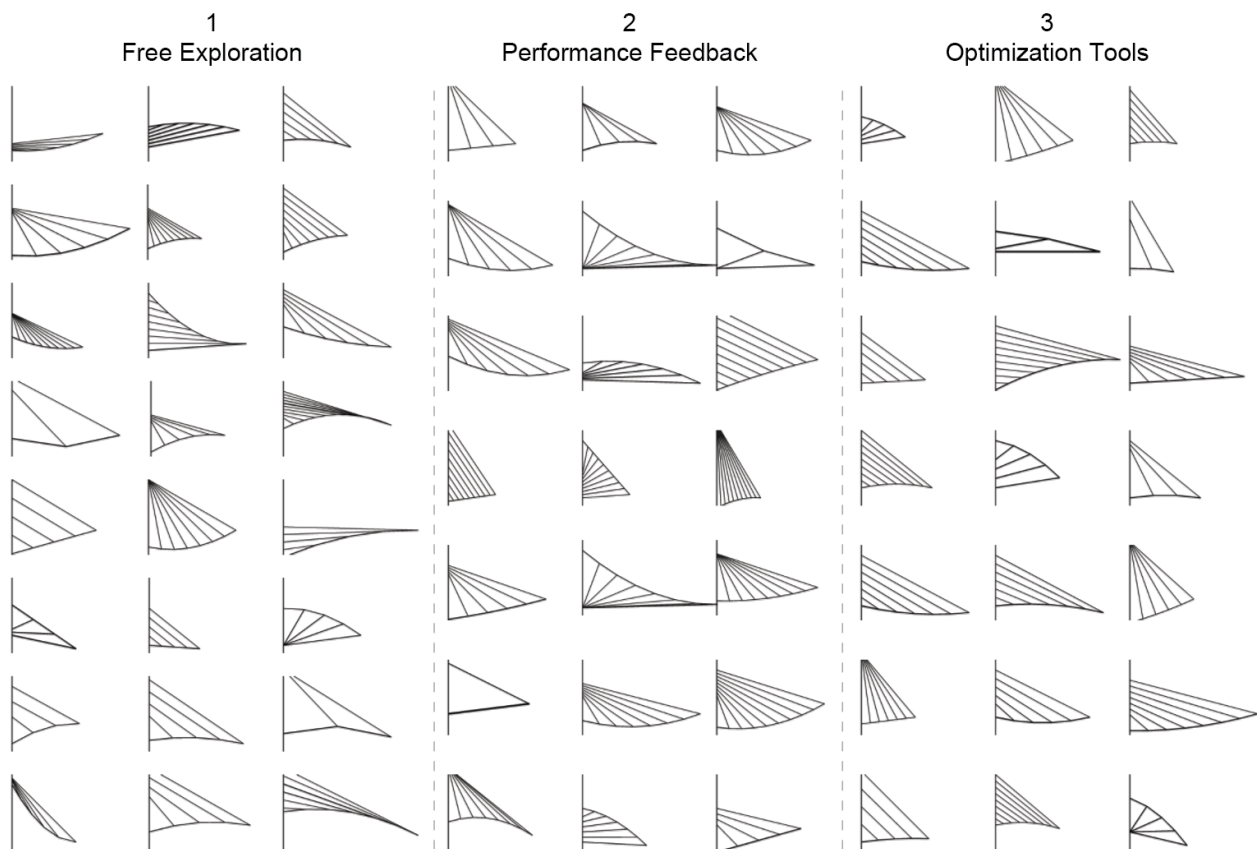 1
Free Exploration
2
Performance Feedback
3
Optimization Tools